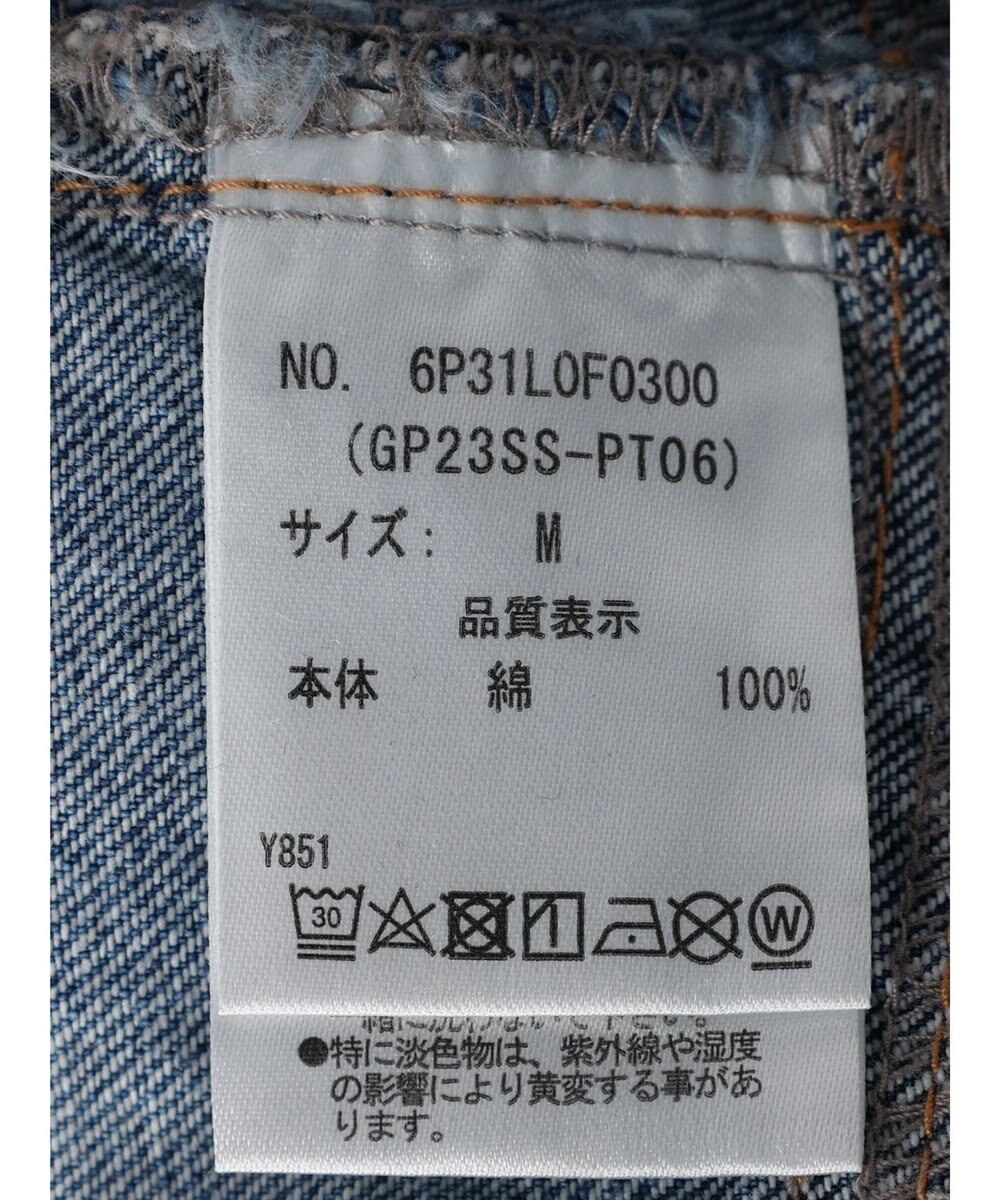 NO. 6P31L0F0300
(GP23SS-PT06)
サイズ: M
品質表示
本体 綿 100%
Y851
30
W
●特に淡色物は、紫外線や湿度
の影響により黄変する事があ
ります。